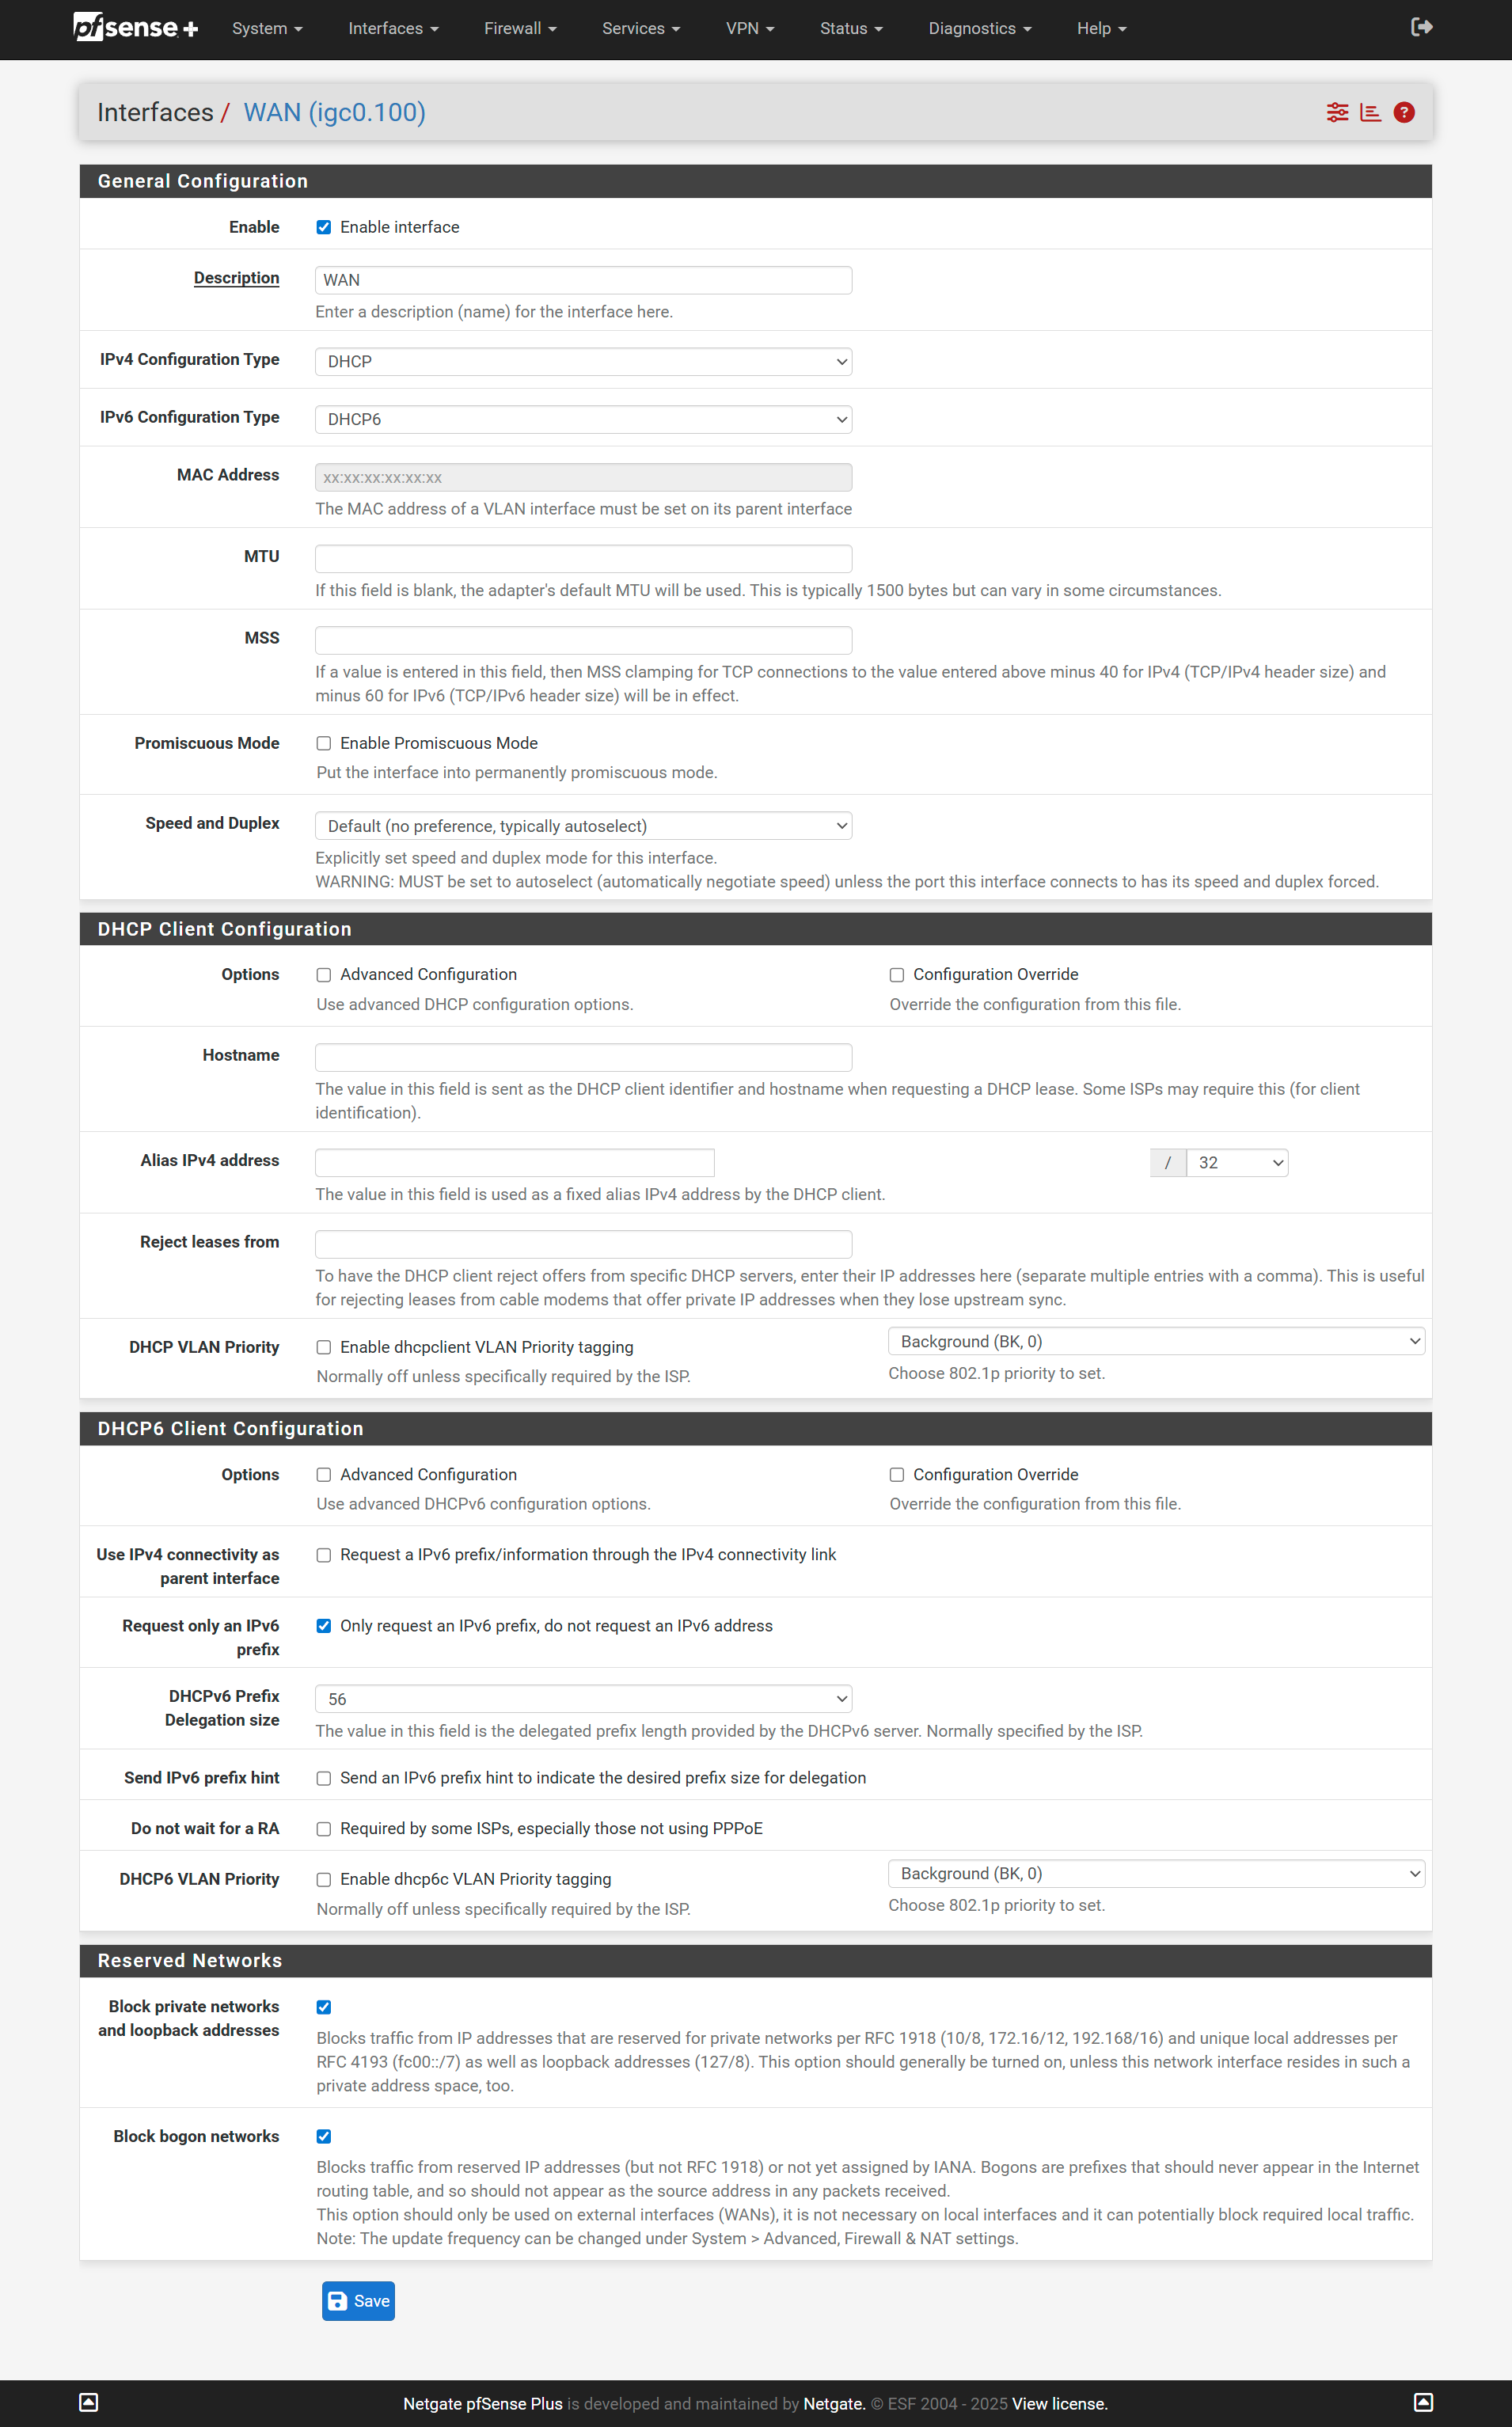 pfsense +
System
Interfaces
Firewall
Services
VPN
Status
Diagnostics
Help
Interfaces / WAN (igc0.100)
?
General Configuration
Enable
Enable interface
Description
WAN
Enter a description (name) for the interface here.
IPv4 Configuration Type
DHCP
IPv6 Configuration Type
DHCP6
MAC Address
xx:xx:xx:xx:xx:xx
The MAC address of a VLAN interface must be set on its parent interface
MTU
If this field is blank, the adapter's default MTU will be used. This is typically 1500 bytes but can vary in some circumstances.
MSS
If a value is entered in this field, then MSS clamping for TCP connections to the value entered above minus 40 for IPv4 (TCP/IPv4 header size) and
minus 60 for IPv6 (TCP/IPv6 header size) will be in effect.
Promiscuous Mode
Enable Promiscuous Mode
Put the interface into permanently promiscuous mode.
Speed and Duplex
Default (no preference, typically autoselect)
Explicitly set speed and duplex mode for this interface.
WARNING: MUST be set to autoselect (automatically negotiate speed) unless the port this interface connects to has its speed and duplex forced.
DHCP Client Configuration
Options
Advanced Configuration
Use advanced DHCP configuration options.
Configuration Override
Override the configuration from this file.
Hostname
The value in this field is sent as the DHCP client identifier and hostname when requesting a DHCP lease. Some ISPs may require this (for client
identification).
Alias IPv4 address
/ 32
The value in this field is used as a fixed alias IPv4 address by the DHCP client.
Reject leases from
To have the DHCP client reject offers from specific DHCP servers, enter their IP addresses here (separate multiple entries with a comma). This is useful
for rejecting leases from cable modems that offer private IP addresses when they lose upstream sync.
DHCP VLAN Priority
Enable dhcpclient VLAN Priority tagging
Normally off unless specifically required by the ISP.
Background (BK, 0)
Choose 802.1p priority to set.
DHCP6 Client Configuration
Options
Advanced Configuration
Use advanced DHCPv6 configuration options.
Configuration Override
Override the configuration from this file.
Use IPv4 connectivity as
parent interface
Request a IPv6 prefix/information through the IPv4 connectivity link
Request only an IPv6
prefix
Only request an IPv6 prefix, do not request an IPv6 address
DHCPv6 Prefix
Delegation size
56
The value in this field is the delegated prefix length provided by the DHCPv6 server. Normally specified by the ISP.
Send IPv6 prefix hint
Send an IPv6 prefix hint to indicate the desired prefix size for delegation
Do not wait for a RA
Required by some ISPs, especially those not using PPPoE
DHCP6 VLAN Priority
Enable dhcp6c VLAN Priority tagging
Normally off unless specifically required by the ISP.
Background (BK, 0)
Choose 802.1p priority to set.
Reserved Networks
Block private networks
and loopback addresses
Blocks traffic from IP addresses that are reserved for private networks per RFC 1918 (10/8, 172.16/12, 192.168/16) and unique local addresses per
RFC 4193 (fc00::/7) as well as loopback addresses (127/8). This option should generally be turned on, unless this network interface resides in such a
private address space, too.
Block bogon networks
Blocks traffic from reserved IP addresses (but not RFC 1918) or not yet assigned by IANA. Bogons are prefixes that should never appear in the Internet
routing table, and so should not appear as the source address in any packets received.
This option should only be used on external interfaces (WANs), it is not necessary on local interfaces and it can potentially block required local traffic.
Note: The update frequency can be changed under System > Advanced, Firewall & NAT settings.
Save
Netgate pfSense Plus is developed and maintained by Netgate. © ESF 2004 - 2025 View license.